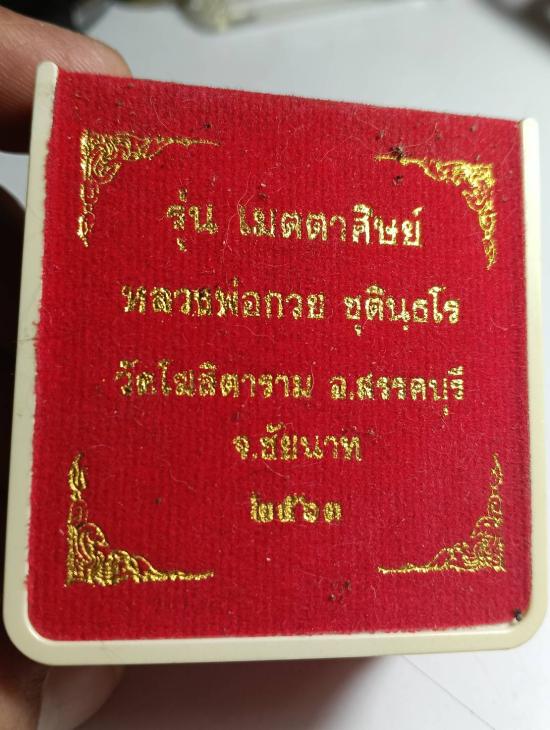 รุ่น เมตตาศิษย์
หลวงพ่อกวย ชุตินฺธโร
วัดโฆสิตาราม อ.สรรคบุรี
จ.ชัยนาท
๒๕๖๓